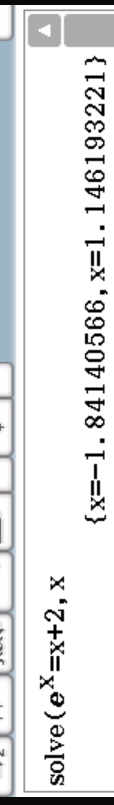 solve(e^x=x+2, x
{x=-1.84140566, x=1.146193221}